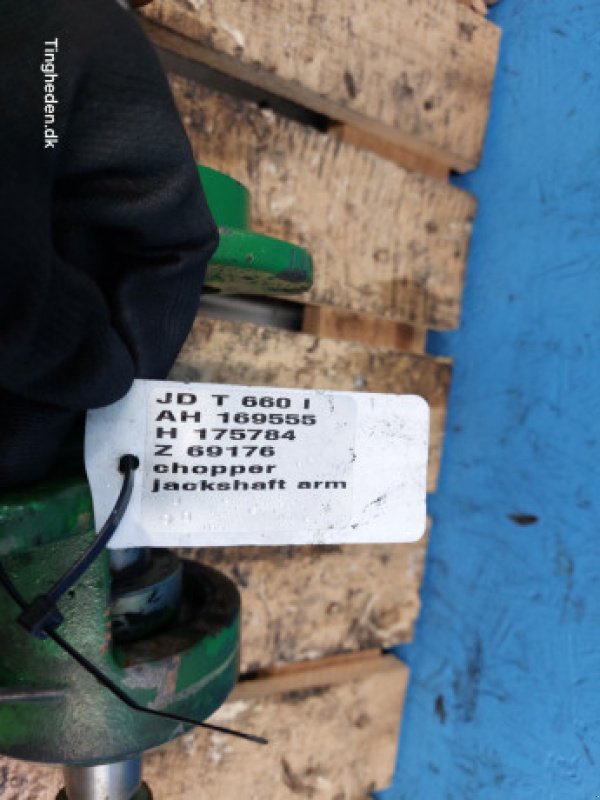 Tingheden.dk
JD T 660 I
AH 169555
H 175784
Z 69176
chopper
jackshaft arm